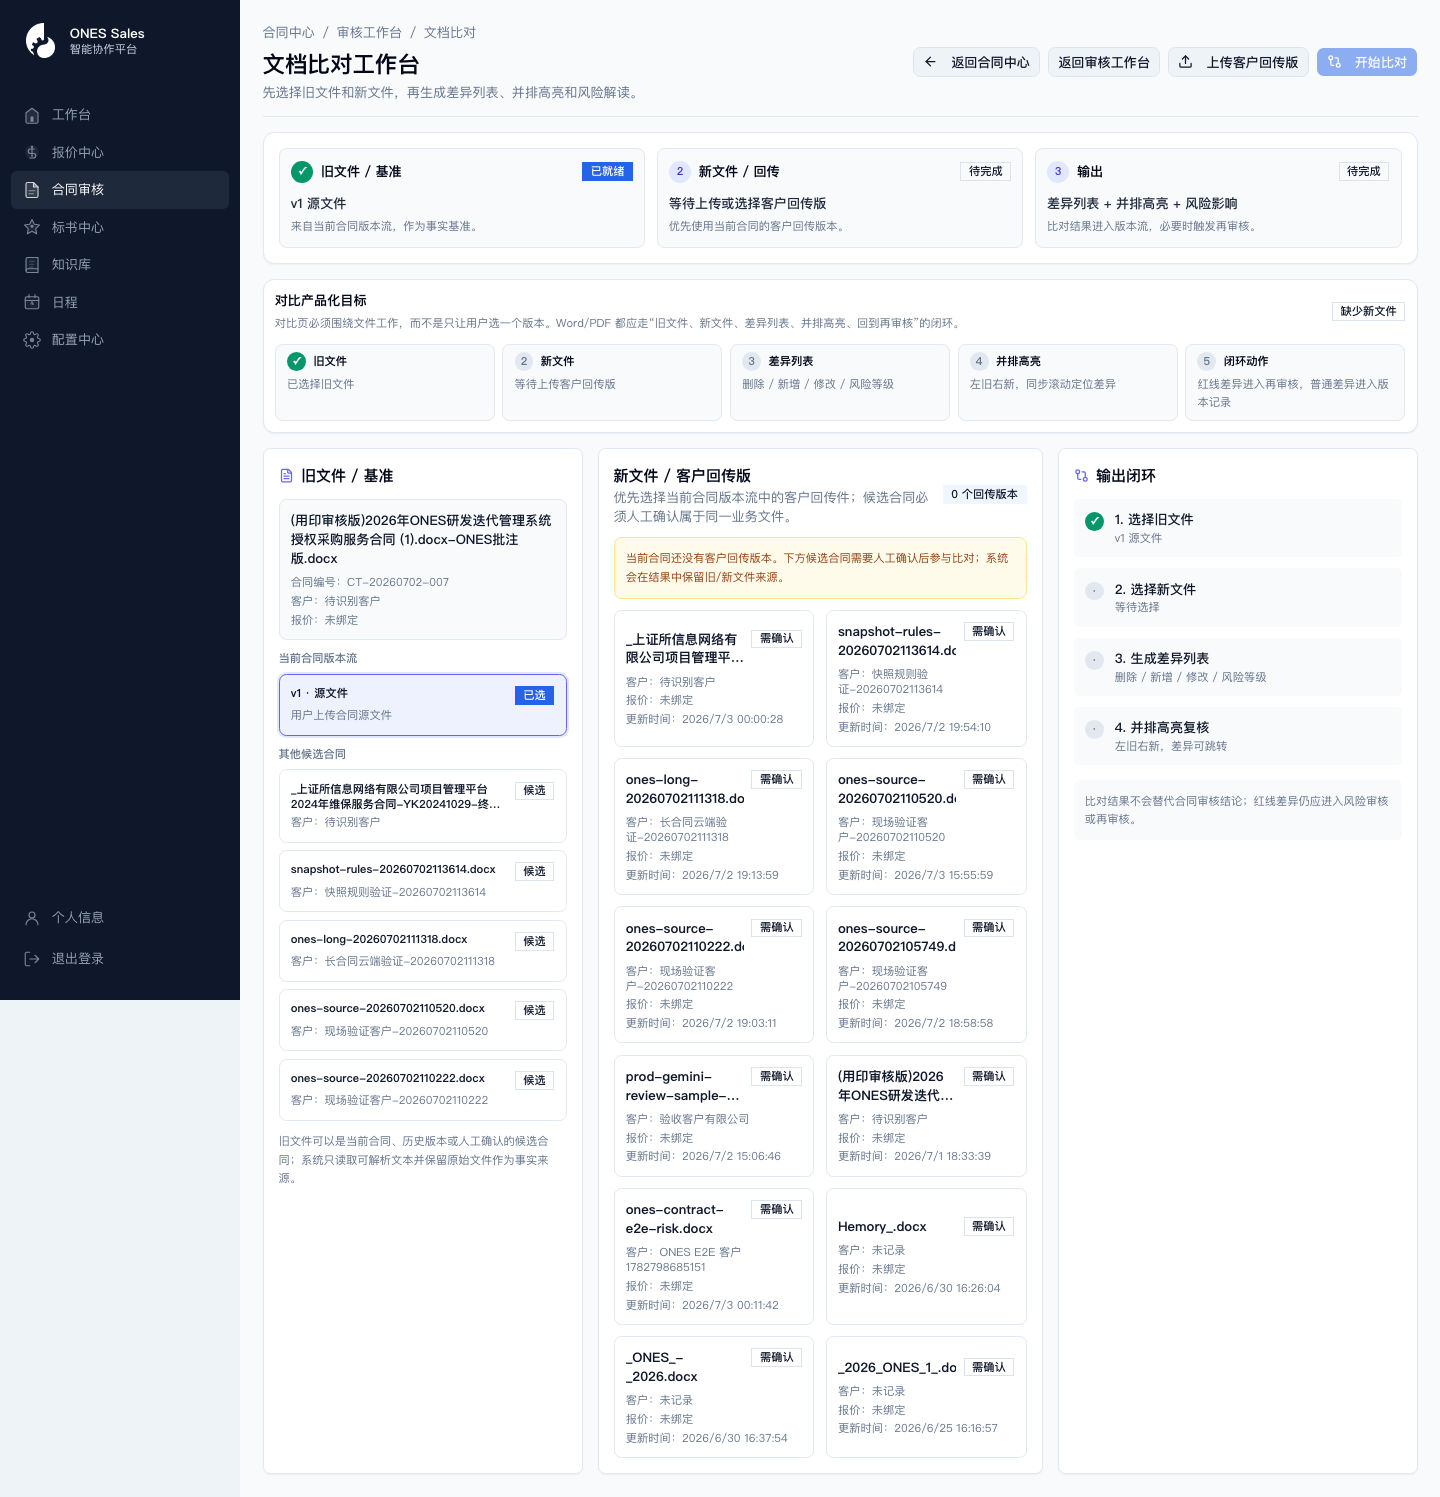 ONES Sales
智能协作平台
工作台
报价中心
合同审核
标书中心
知识库
日程
配置中心
个人信息
退出登录
合同中心 / 审核工作台 / 文档比对
文档比对工作台
先选择旧文件和新文件，再生成差异列表、并排高亮和风险解读。
返回合同中心
返回审核工作台
上传客户回传版
开始比对
旧文件 / 基准
已就绪
v1 源文件
来自当前合同版本流，作为事实基准。
2 新文件 / 回传
待完成
等待上传或选择客户回传版
优先使用当前合同的客户回传版本。
3 输出
待完成
差异列表 + 并排高亮 + 风险影响
比对结果进入版本流，必要时触发再审核。
对比产品化目标
对比页必须围绕文件工作，而不是只让用户选一个版本。Word/PDF 都应走“旧文件、新文件、差异列表、并排高亮、回到再审核”的闭环。
缺少新文件
旧文件
已选择旧文件
2 新文件
等待上传客户回传版
3 差异列表
删除 / 新增 / 修改 / 风险等级
4 并排高亮
左旧右新，同步滚动定位差异
5 闭环动作
红线差异进入再审核，普通差异进入版
本记录
旧文件 / 基准
(用印审核版)2026年ONES研发迭代管理系统
授权采购服务合同 (1).docx-ONES批注
版.docx
合同编号：CT-20260702-007
客户：待识别客户
报价：未绑定
当前合同版本流
v1 · 源文件
已选
用户上传合同源文件
其他候选合同
_上证所信息网络有限公司项目管理平台
2024年维保服务合同-YK20241029-终...
候选
客户：待识别客户
snapshot-rules-20260702113614.docx
候选
客户：快照规则验证-20260702113614
ones-long-20260702111318.docx
候选
客户：长合同云端验证-20260702111318
ones-source-20260702110520.docx
候选
客户：现场验证客户-20260702110520
ones-source-20260702110222.docx
候选
客户：现场验证客户-20260702110222
旧文件可以是当前合同、历史版本或人工确认的候选合
同；系统只读取可解析文本并保留原始文件作为事实来
源。
新文件 / 客户回传版
优先选择当前合同版本流中的客户回传件；候选合同必
须人工确认属于同一业务文件。
0 个回传版本
当前合同还没有客户回传版本。下方候选合同需要人工确认后参与比对；系统
会在结果中保留旧/新文件来源。
_上证所信息网络有
限公司项目管理平...
需确认
客户：待识别客户
报价：未绑定
更新时间：2026/7/3 00:00:28
snapshot-rules-
20260702113614.dc
需确认
客户：快照规则验
证-20260702113614
报价：未绑定
更新时间：2026/7/2 19:54:10
ones-long-
20260702111318.do
需确认
客户：长合同云端验
证-20260702111318
报价：未绑定
更新时间：2026/7/2 19:13:59
ones-source-
20260702110520.d
需确认
客户：现场验证客
户-20260702110520
报价：未绑定
更新时间：2026/7/3 15:55:59
ones-source-
20260702110222.d
需确认
客户：现场验证客
户-20260702110222
报价：未绑定
更新时间：2026/7/2 19:03:11
ones-source-
20260702105749.d
需确认
客户：现场验证客
户-20260702105749
报价：未绑定
更新时间：2026/7/2 18:58:58
prod-gemini-
review-sample-...
需确认
客户：验收客户有限公司
报价：未绑定
更新时间：2026/7/2 15:06:46
(用印审核版)2026
年ONES研发迭代...
需确认
客户：待识别客户
报价：未绑定
更新时间：2026/7/1 18:33:39
ones-contract-
e2e-risk.docx
需确认
客户：ONES E2E 客户
1782798685151
报价：未绑定
更新时间：2026/7/3 00:11:42
Hemory_.docx
需确认
客户：未记录
报价：未绑定
更新时间：2026/6/30 16:26:04
_ONES_-
_2026.docx
需确认
客户：未记录
报价：未绑定
更新时间：2026/6/30 16:37:54
_2026_ONES_1_.do
需确认
客户：未记录
报价：未绑定
更新时间：2026/6/25 16:16:57
输出闭环
1. 选择旧文件
v1 源文件
2. 选择新文件
等待选择
3. 生成差异列表
删除 / 新增 / 修改 / 风险等级
4. 并排高亮复核
左旧右新，差异可跳转
比对结果不会替代合同审核结论；红线差异仍应进入风险审核
或再审核。